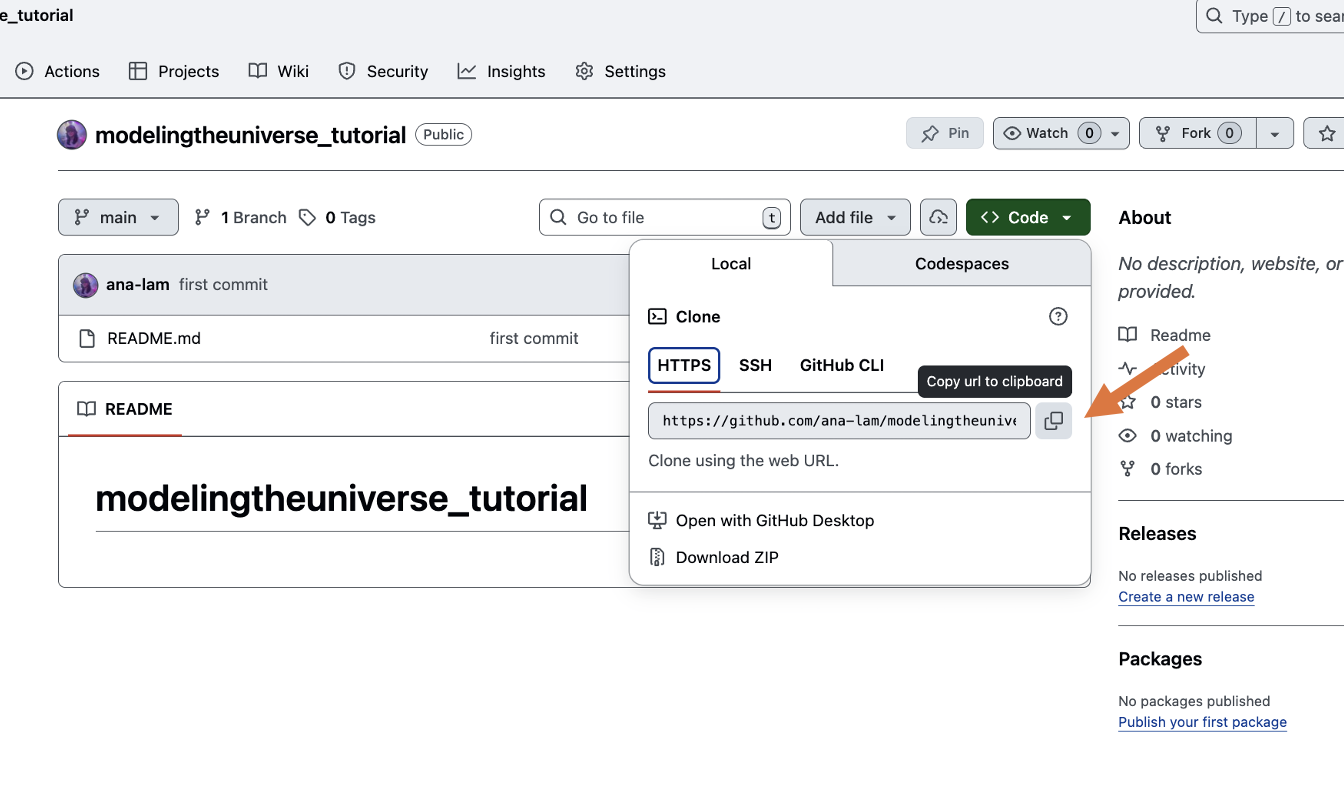 e_tutorial
Type / to sear
Actions Projects Wiki Security Insights Settings
modelingtheuniverse_tutorial Public
Pin Watch 0 Fork 0
main 1 Branch 0 Tags
Go to file t Add file Code
About
Local Codespaces
No description, website, or
provided.
ana-lam first commit
Clone
README.md first commit
Readme
HTTPS SSH GitHub CLI
Copy url to clipboard
ctivity
https://github.com/ana-lam/modelingtheunive
0 stars
README
0 watching
Clone using the web URL.
0 forks
modelingtheuniverse_tutorial
Open with GitHub Desktop
Download ZIP
Releases
No releases published
Create a new release
Packages
No packages published
Publish your first package